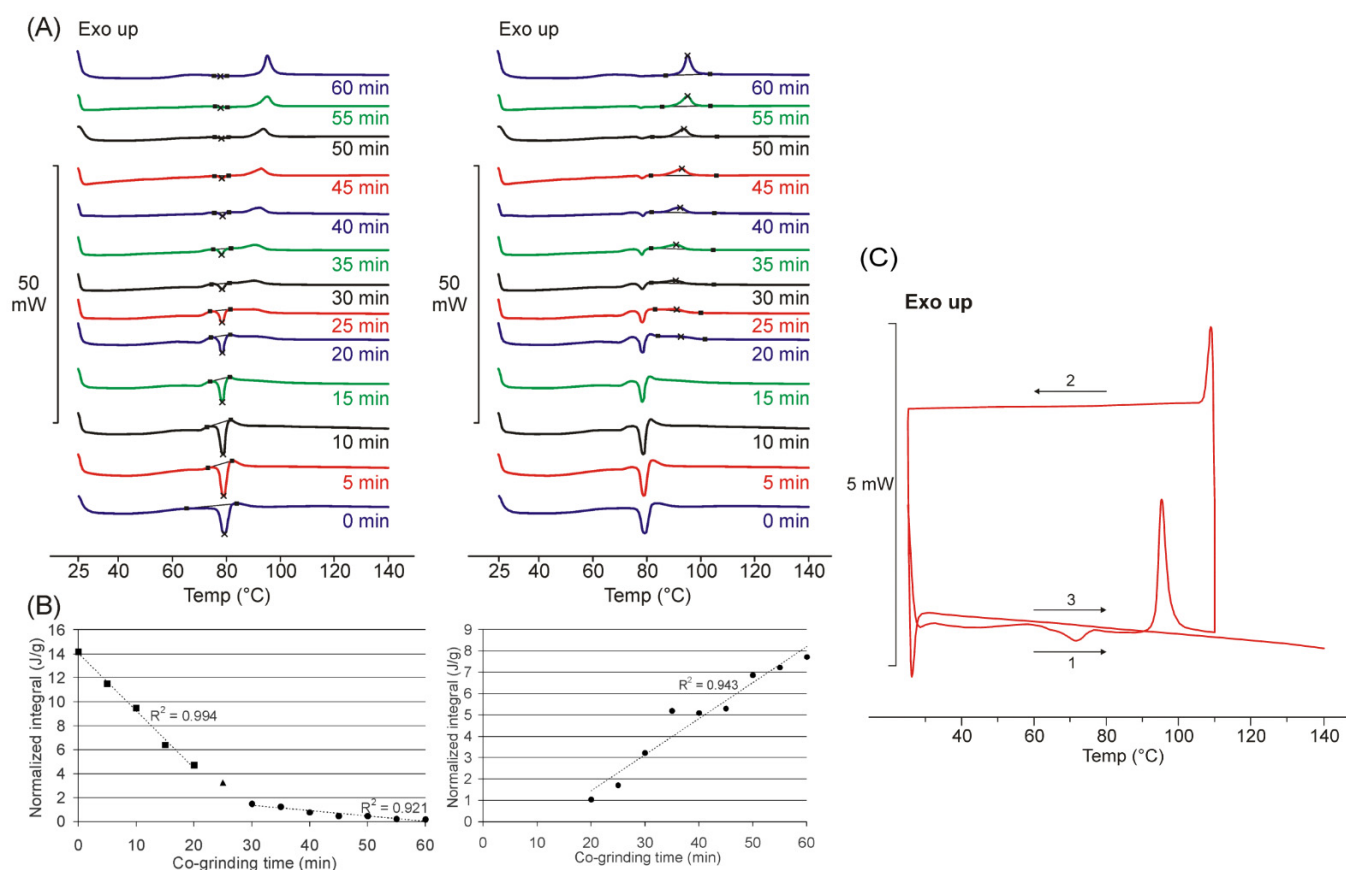 (A)
Exo up
60 min
55 min
50 min
45 min
40 min
35 min
30 min
25 min
20 min
15 min
10 min
5 min
0 min
50
mW
25 40 60 80 100 120 140
Temp (°C)
Exo up
60 min
55 min
50 min
45 min
40 min
35 min
30 min
25 min
20 min
15 min
10 min
5 min
0 min
50
mW
25 40 60 80 100 120 140
Temp (°C)
(B)
Normalized integral (J/g)
16
14
12
10
8
6
4
2
0
R² = 0.994
R² = 0.921
0 10 20 30 40 50 60
Co-grinding time (min)
Normalized integral (J/g)
9
8
7
6
5
4
3
2
1
0
R² = 0.943
0 10 20 30 40 50 60
Co-grinding time (min)
(C)
Exo up
2
5 mW
3
1
40 60 80 100 120 140
Temp (°C)